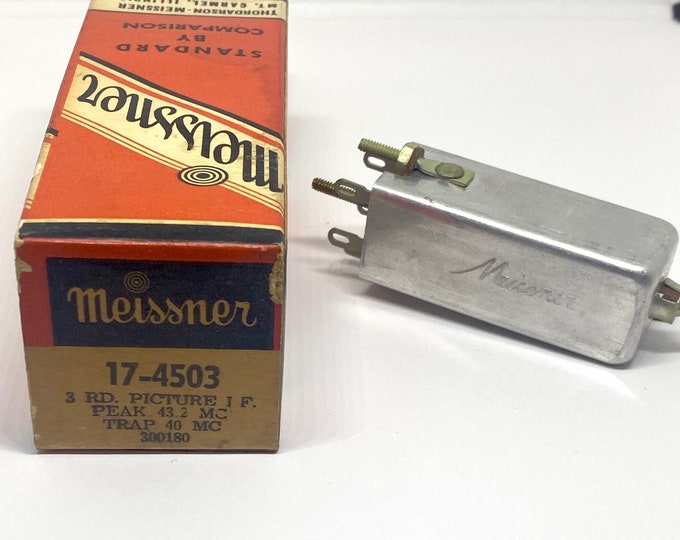 THORDARSON-MEISSNER
MT. CARMEL, ILLINOIS
STANDARD
BY
COMPARISON
Meissner
Meissner
17-4503
3 RD. PICTURE I F.
PEAK 43.2 MC
TRAP 40 MC
300180
Meissner